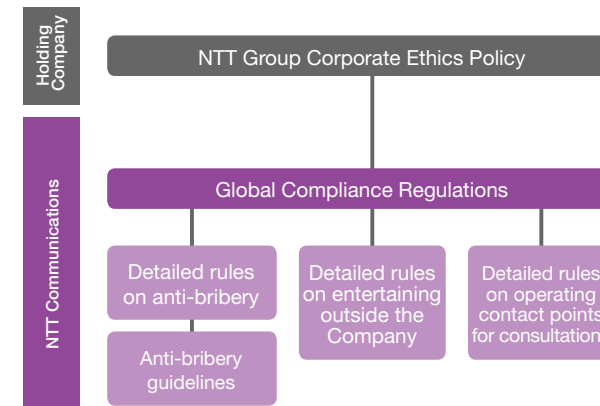 Holding
Company
NTT Group Corporate Ethics Policy
NTT Communications
Global Compliance Regulations
Detailed rules
on anti-bribery
Detailed rules
on entertaining
outside the
Company
Detailed rules
on operating
contact points
for consultation
Anti-bribery
guidelines